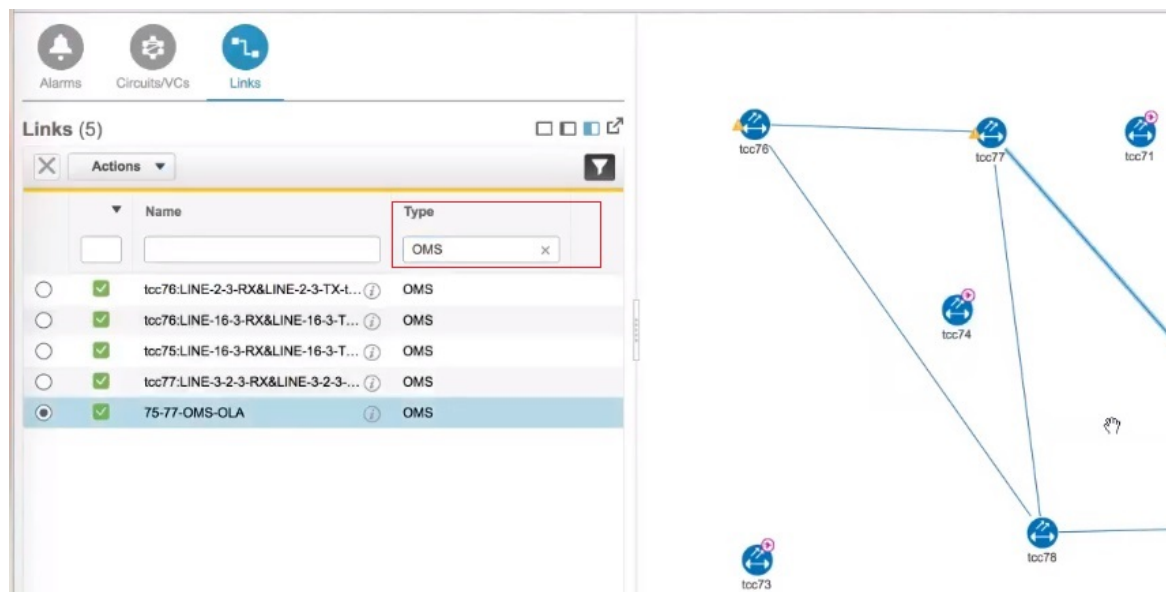 Alarms
Circuits/VCs
Links
Links (5)
Actions
Name
Type
OMS
tcc76:LINE-2-3-RX&LINE-2-3-TX-t... OMS
tcc76:LINE-16-3-RX&LINE-16-3-T... OMS
tcc75:LINE-16-3-RX&LINE-16-3-T... OMS
tcc77:LINE-3-2-3-RX&LINE-3-2-3-... OMS
75-77-OMS-OLA OMS
tcc76
tcc77
tcc71
tcc74
tcc78
tcc73